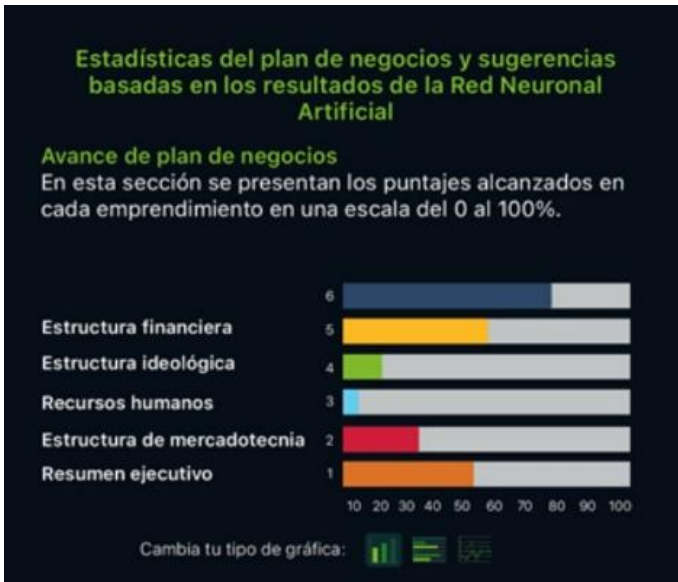 Estadísticas del plan de negocios y sugerencias
basadas en los resultados de la Red Neuronal
Artificial
Avance de plan de negocios
En esta sección se presentan los puntajes alcanzados en
cada emprendimiento en una escala del 0 al 100%.
6
Estructura financiera 5
Estructura ideológica 4
Recursos humanos 3
Estructura de mercadotecnia 2
Resumen ejecutivo 1
10 20 30 40 50 60 70 80 90 100
Cambia tu tipo de gráfica: